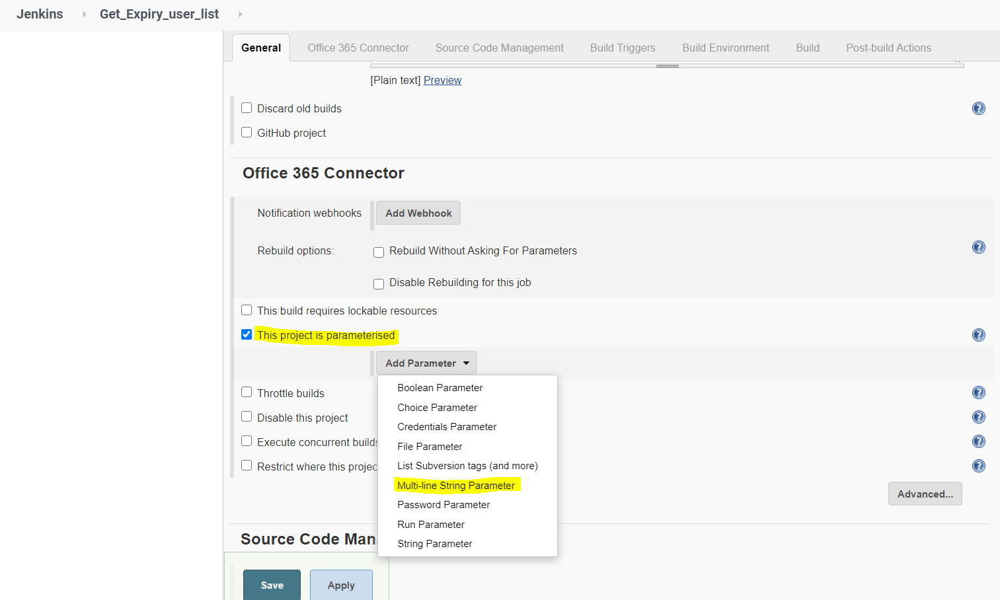 Jenkins Get_Expiry_user_list
General Office 365 Connector Source Code Management Build Triggers Build Environment Build Post-build Actions
[Plain text] Preview
Discard old builds
GitHub project
Office 365 Connector
Notification webhooks Add Webhook
Rebuild options: Rebuild Without Asking For Parameters
Disable Rebuilding for this job
This build requires lockable resources
This project is parameterised
Add Parameter
Boolean Parameter
Throttle builds
Choice Parameter
Disable this project
Credentials Parameter
Execute concurrent builds
File Parameter
Restrict where this projec
List Subversion tags (and more)
Multi-line String Parameter
Advanced...
Password Parameter
Run Parameter
Source Code Man
String Parameter
Save Apply